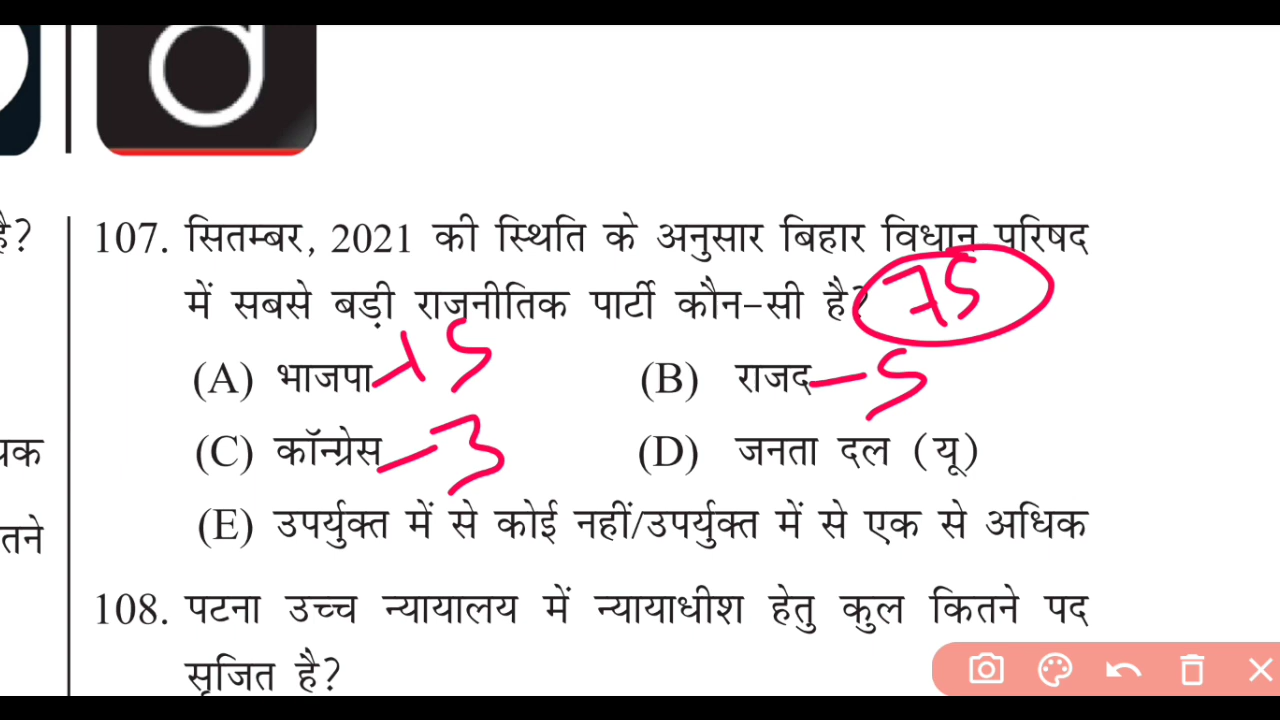 है?
107. सितम्बर, 2021 की स्थिति के अनुसार बिहार विधान परिषद
में सबसे बड़ी राजनीतिक पार्टी कौन-सी है? 75
(A) भाजपा 15 (B) राजद – 5
(C) कॉन्ग्रेस – 3 (D) जनता दल (यू)
(E) उपर्युक्त में से कोई नहीं/उपर्युक्त में से एक से अधिक
तने
108. पटना उच्च न्यायालय में न्यायाधीश हेतु कुल कितने पद
सृजित है?